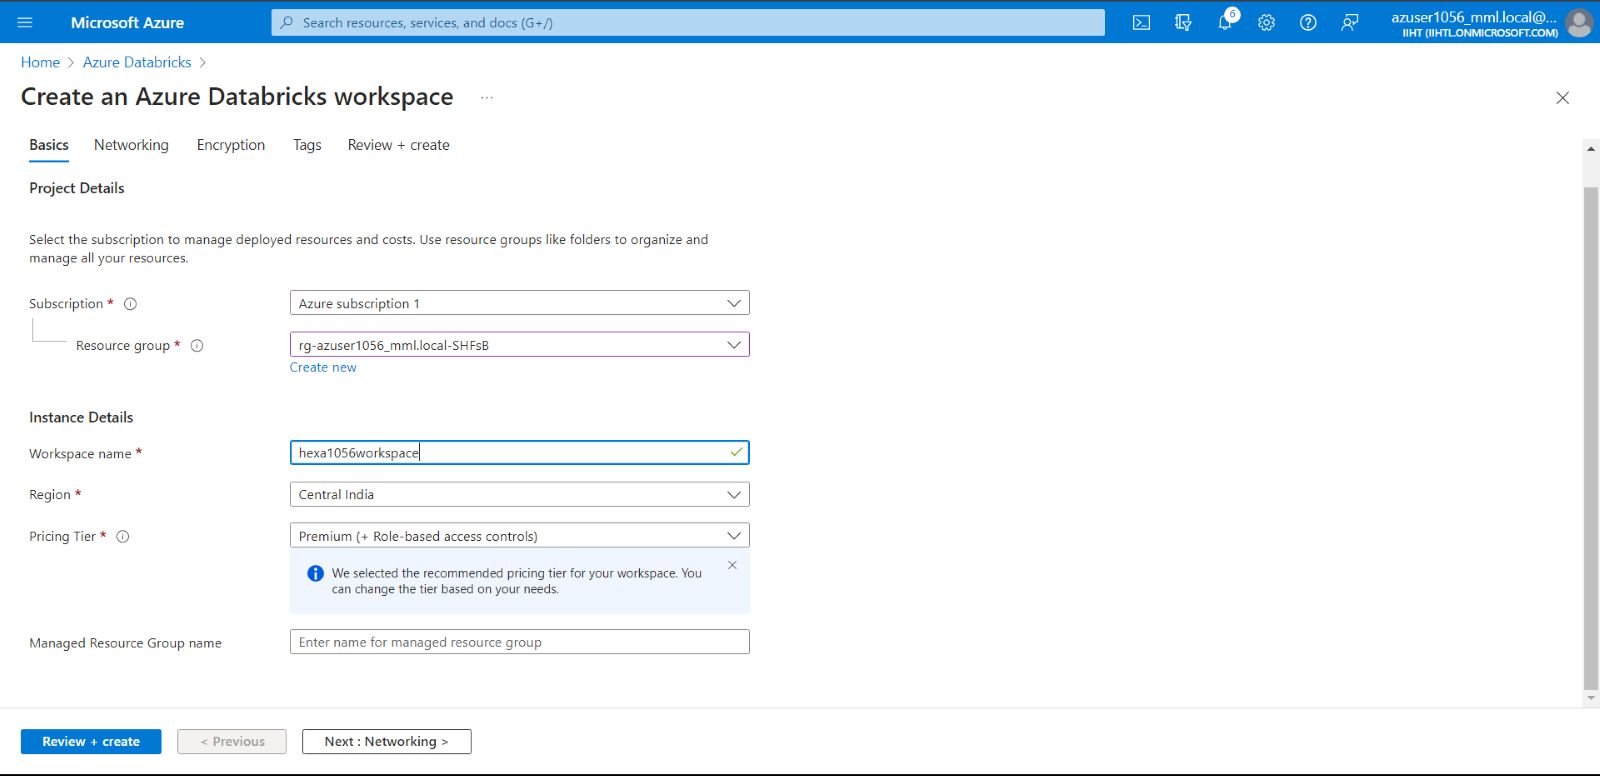 Microsoft Azure
Search resources, services, and docs (G+/)
6
azuser1056_mml.local@...
IIHT (IIHTL.ONMICROSOFT.COM)
Home > Azure Databricks >
Create an Azure Databricks workspace ...
Basics Networking Encryption Tags Review + create
Project Details
Select the subscription to manage deployed resources and costs. Use resource groups like folders to organize and
manage all your resources.
Subscription * Azure subscription 1
Resource group * rg-azuser1056_mml.local-SHFsB
Create new
Instance Details
Workspace name * hexa1056workspace
Region * Central India
Pricing Tier * Premium (+ Role-based access controls)
We selected the recommended pricing tier for your workspace. You
can change the tier based on your needs.
Managed Resource Group name Enter name for managed resource group
Review + create < Previous Next : Networking >